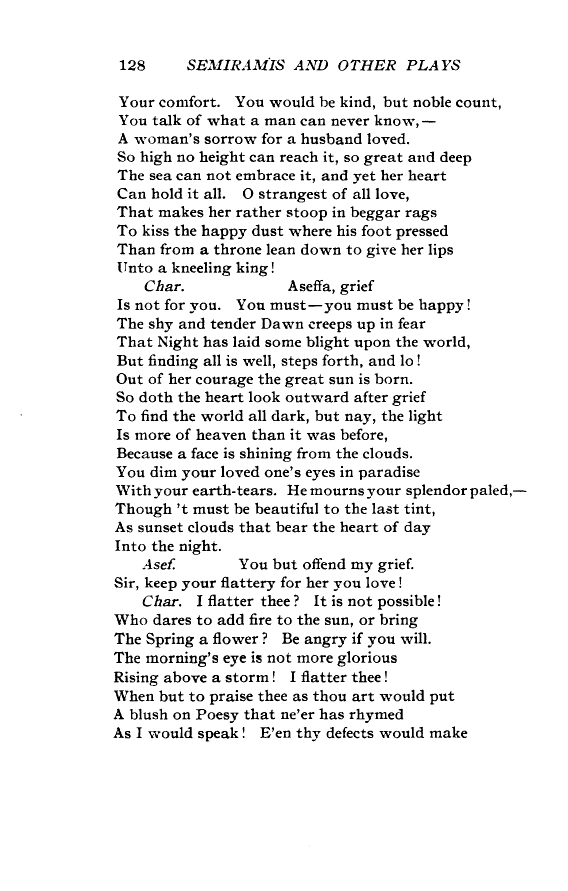 128 SEMIRAMIS AND OTHER PLAYS
Your comfort. You would be kind, but noble count,
You talk of what a man can never know,—
A woman's sorrow for a husband loved.
So high no height can reach it, so great and deep
The sea can not embrace it, and yet her heart
Can hold it all. O strangest of all love,
That makes her rather stoop in beggar rags
To kiss the happy dust where his foot pressed
Than from a throne lean down to give her lips
Unto a kneeling king!
Char. Aseffa, grief
Is not for you. You must—you must be happy!
The shy and tender Dawn creeps up in fear
That Night has laid some blight upon the world,
But finding all is well, steps forth, and lo!
Out of her courage the great sun is born.
So doth the heart look outward after grief
To find the world all dark, but nay, the light
Is more of heaven than it was before,
Because a face is shining from the clouds.
You dim your loved one's eyes in paradise
With your earth-tears. He mourns your splendor paled,—
Though 't must be beautiful to the last tint,
As sunset clouds that bear the heart of day
Into the night.
Asef. You but offend my grief.
Sir, keep your flattery for her you love!
Char. I flatter thee? It is not possible!
Who dares to add fire to the sun, or bring
The Spring a flower? Be angry if you will.
The morning's eye is not more glorious
Rising above a storm! I flatter thee!
When but to praise thee as thou art would put
A blush on Poesy that ne'er has rhymed
As I would speak! E'en thy defects would make